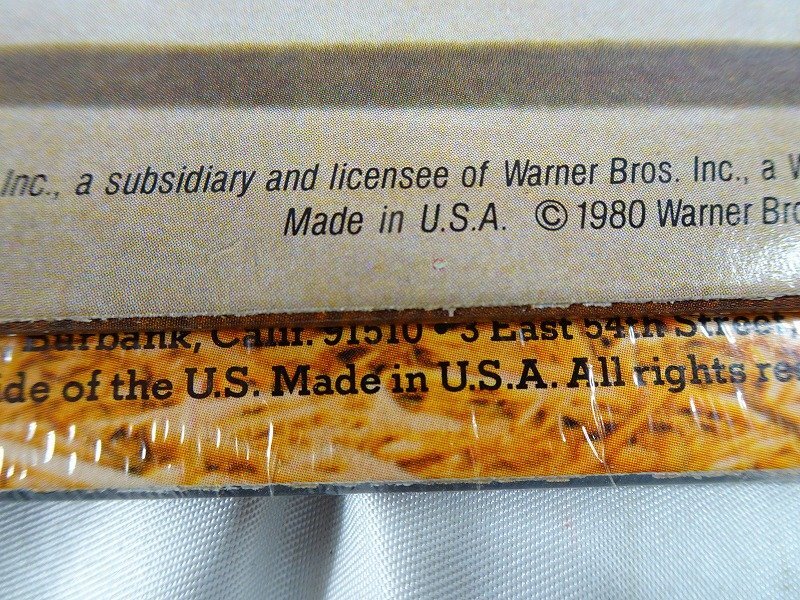 Inc., a subsidiary and licensee of Warner Bros. Inc., a
Made in U.S.A. © 1980 Warner Bro
Burbank, Calif. 91510 • 3 East 54th Street,
ide of the U.S. Made in U.S.A. All rights re